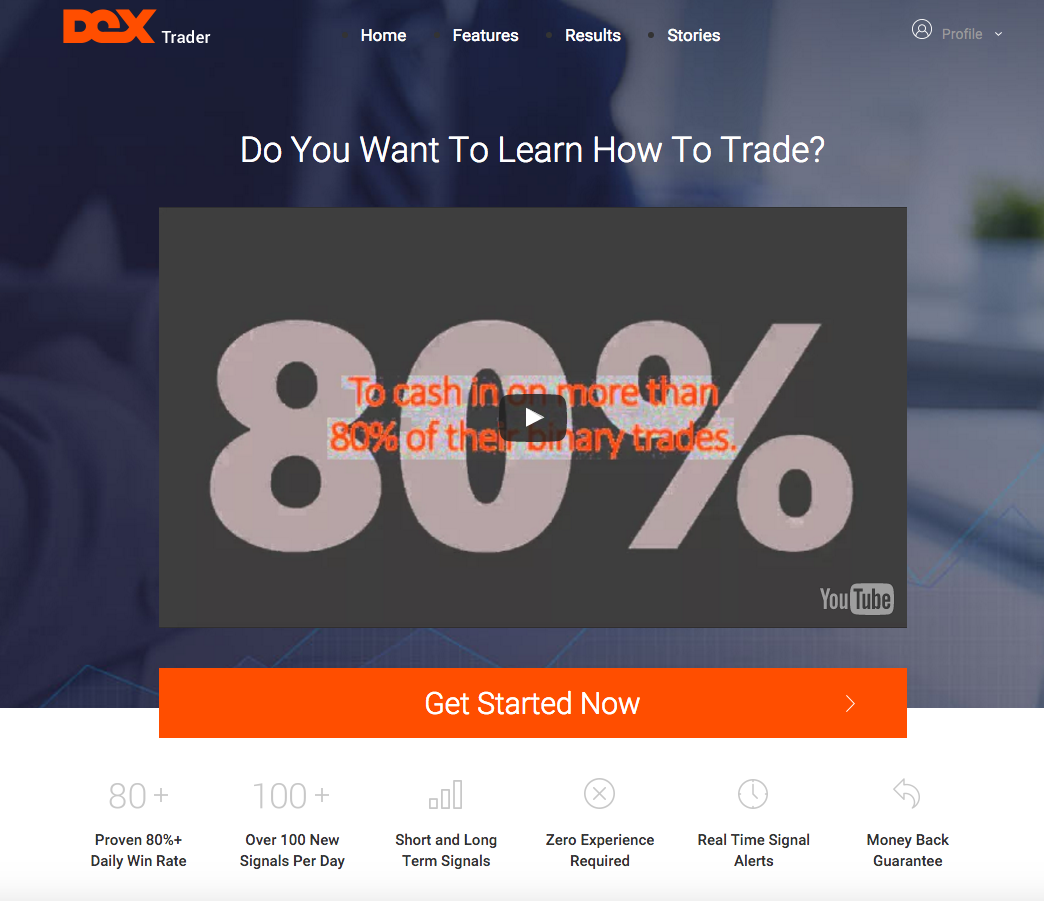 DEX Trader
Home
Features
Results
Stories
Profile
Do You Want To Learn How To Trade?
80%
To cash in on more than
80% of their binary trades.
YouTube
Get Started Now
80 +
100 +
Proven 80%+
Daily Win Rate
Over 100 New
Signals Per Day
Short and Long
Term Signals
Zero Experience
Required
Real Time Signal
Alerts
Money Back
Guarantee